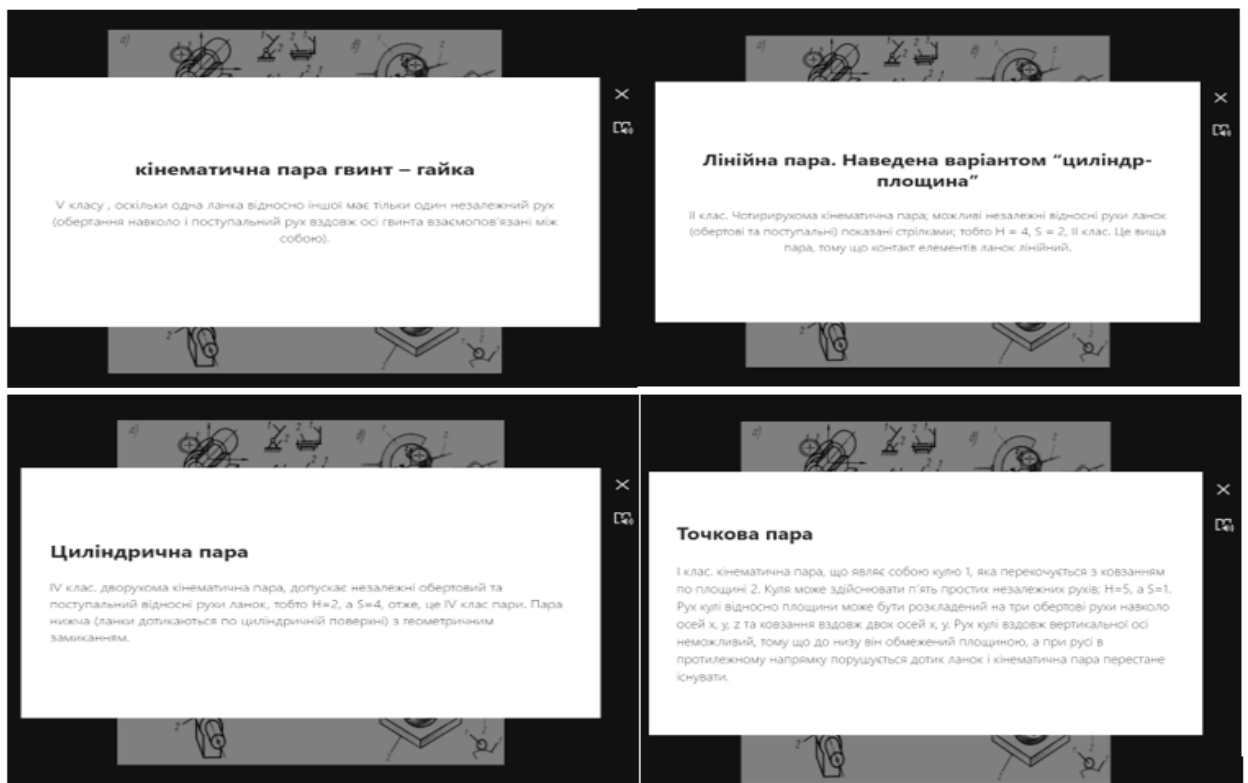 кінематична пара гвинт – гайка
V класу , оскільки одна ланка відносно іншої має тільки один незалежний рух
(обертання навколо і поступальний рух вздовж осі гвинта взаємопов'язані між
собою).
Лінійна пара. Наведена варіантом “циліндр-
площина”
II клас. Чотирирухома кінематична пара; можливі незалежні відносні рухи ланок
(обертові та поступальні) показані стрілками; тобто H = 4, S = 2, II клас. Це вища
пара, тому що контакт елементів ланок лінійний.
Циліндрична пара
IV клас. дворухома кінематична пара, допускає незалежні обертовий та
поступальний відносні рухи ланок, тобто H=2, а S=4, отже, це IV клас пари. Пара
нижча (ланки дотикаються по циліндричній поверхні) з геометричним
замиканням.
Точкова пара
I клас. кінематична пара, що являє собою кулю 1, яка перекочується з ковзанням
по площині 2. Куля може здійснювати п'ять простих незалежних рухів; H=5, а S=1.
Рух кулі відносно площини може бути розкладений на три обертові рухи навколо
осей x, y, z та ковзання вздовж двох осей x, y. Рух кулі вздовж вертикальної осі
неможливий, тому що до низу він обмежений площиною, а при русі в
протилежному напрямку порушується дотик ланок і кінематична пара перестане
існувати.